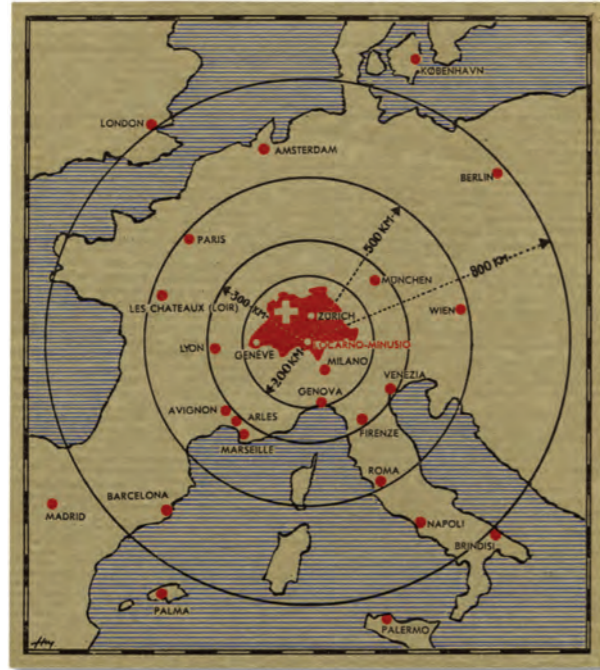 KØBENHAVN
LONDON
AMSTERDAM
BERLIN
PARIS
500 KM
800 KM
MÜNCHEN
300 KM
LES CHATEAUX (LOIR)
ZÜRICH
WIEN
LYON
GENÈVE
LOCARNO-MINUSIO
MILANO
200 KM
VENEZIA
GENOVA
AVIGNON
ARLES
FIRENZE
MARSEILLE
ROMA
BARCELONA
MADRID
NAPOLI
BRINDISI
PALMA
PALERMO